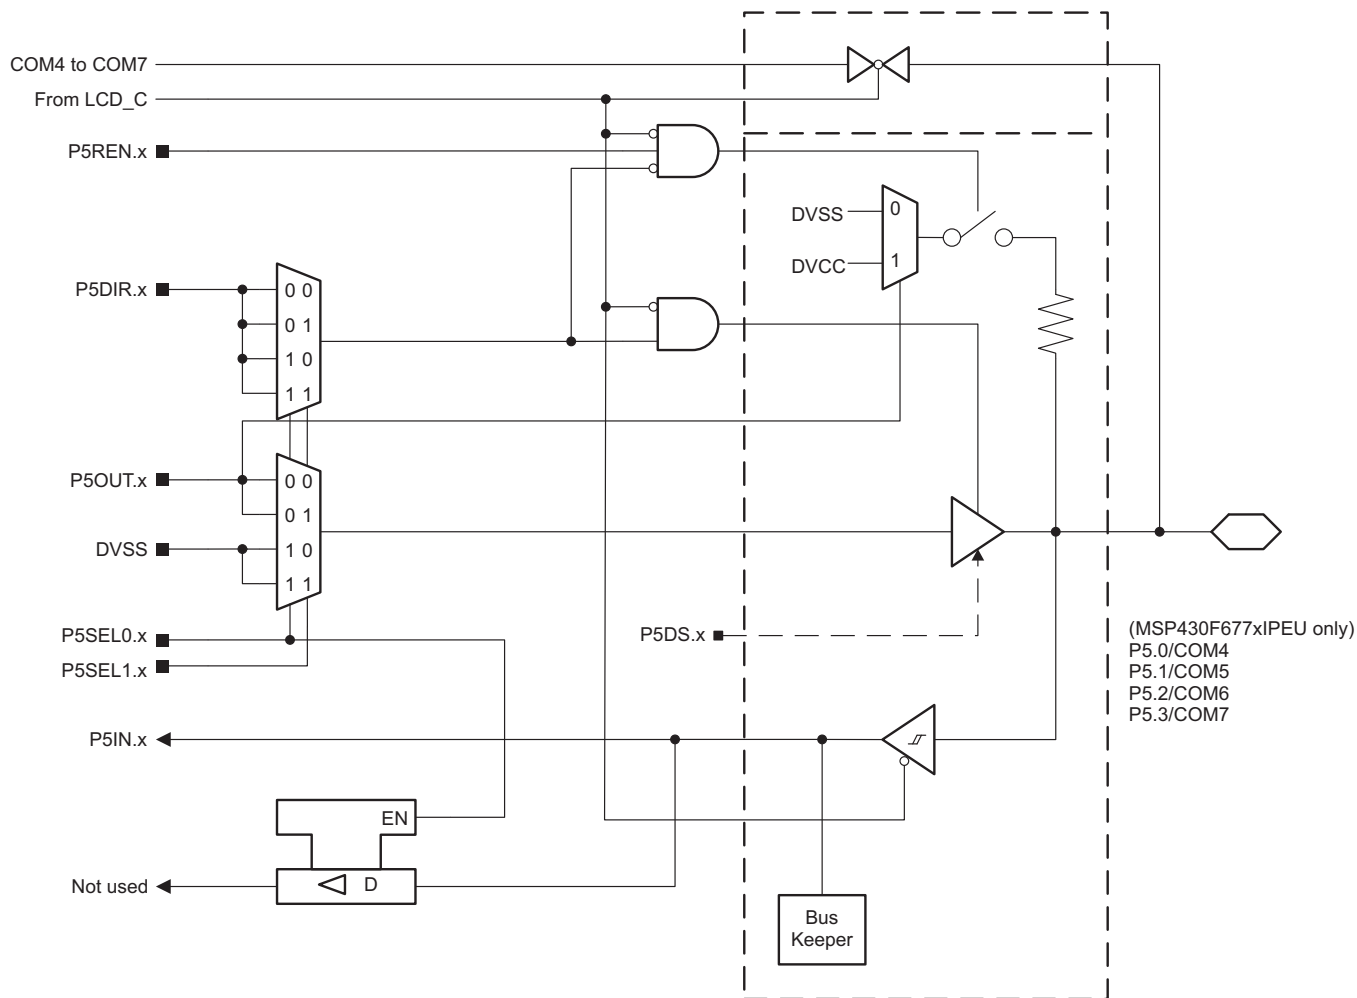 COM4 to COM7
From LCD_C
P5REN.x
DVSS
0
DVCC
1
P5DIR.x
0 0
0 1
1 0
1 1
P5OUT.x
0 0
0 1
DVSS
1 0
1 1
P5SEL0.x
P5SEL1.x
P5DS.x
(MSP430F677xIPEU only)
P5.0/COM4
P5.1/COM5
P5.2/COM6
P5.3/COM7
P5IN.x
EN
Not used
D
Bus
Keeper